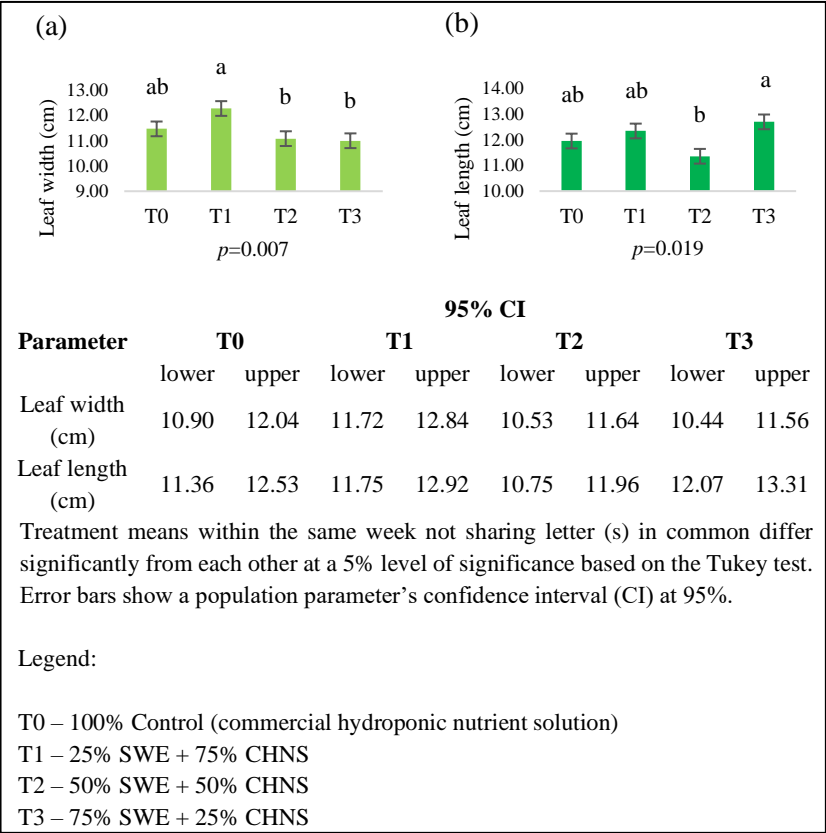 (a)
Leaf width (cm)
13.00
12.00
11.00
10.00
9.00
ab a b b
T0 T1 T2 T3
p=0.007
(b)
Leaf length (cm)
14.00
13.00
12.00
11.00
10.00
ab ab b a
T0 T1 T2 T3
p=0.019
95% CI
Parameter T0 T1 T2 T3
lower upper lower upper lower upper lower upper
Leaf width
(cm)
10.90 12.04 11.72 12.84 10.53 11.64 10.44 11.56
Leaf length
(cm)
11.36 12.53 11.75 12.92 10.75 11.96 12.07 13.31
Treatment means within the same week not sharing letter (s) in common differ
significantly from each other at a 5% level of significance based on the Tukey test.
Error bars show a population parameter’s confidence interval (CI) at 95%.
Legend:
T0 – 100% Control (commercial hydroponic nutrient solution)
T1 – 25% SWE + 75% CHNS
T2 – 50% SWE + 50% CHNS
T3 – 75% SWE + 25% CHNS